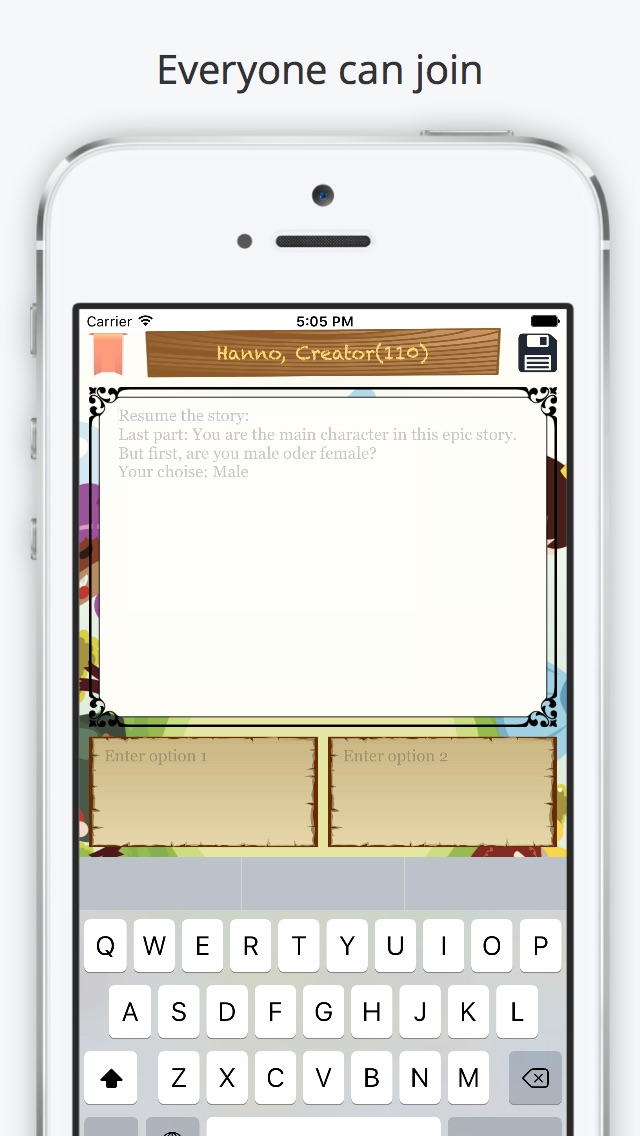 Everyone can join
Carrier 5:05 PM
Hanno, Creator(110)
Resume the story:
Last part: You are the main character in this epic story.
But first, are you male oder female?
Your choise: Male
Enter option 1 Enter option 2
Q W E R T Y U I O P
A S D F G H J K L
Z X C V B N M